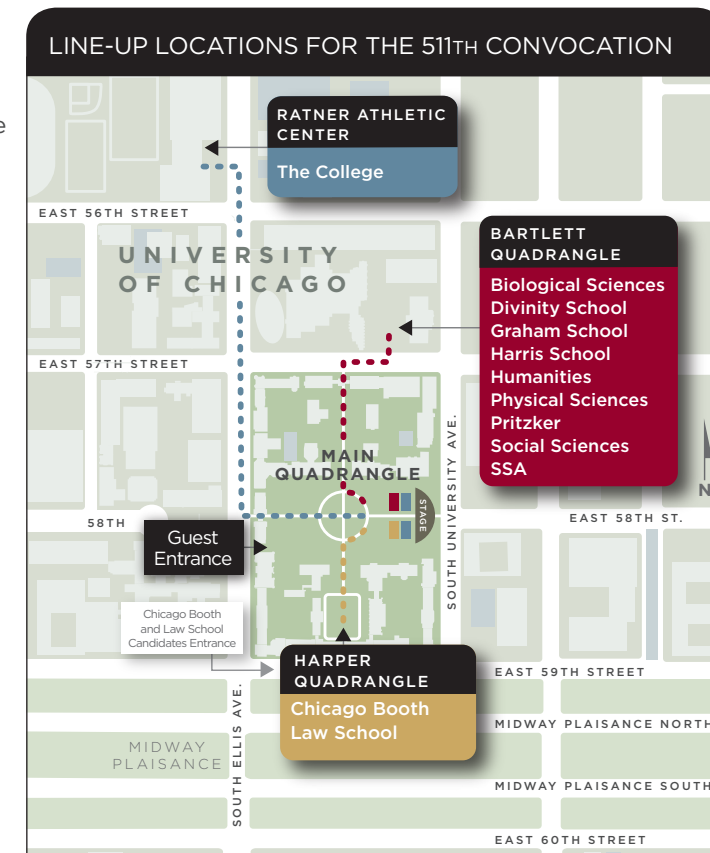 LINE-UP LOCATIONS FOR THE 511TH CONVOCATION
e
RATNER ATHLETIC
CENTER
The College
EAST 56TH STREET
UNIVERSITY
OF CHICAGO
BARTLETT
QUADRANGLE
Biological Sciences
Divinity School
Graham School
Harris School
Humanities
Physical Sciences
Pritzker
Social Sciences
SSA
EAST 57TH STREET
MAIN
QUADRANGLE
SOUTH UNIVERSITY AVE.
STAGE
N
58TH
EAST 58TH ST.
Guest
Entrance
Chicago Booth
and Law School
Candidates Entrance
HARPER
QUADRANGLE
Chicago Booth
Law School
EAST 59TH STREET
SOUTH ELLIS AVE.
MIDWAY
PLAISANCE
MIDWAY PLAISANCE NORTH
MIDWAY PLAISANCE SOUTH
EAST 60TH STREET